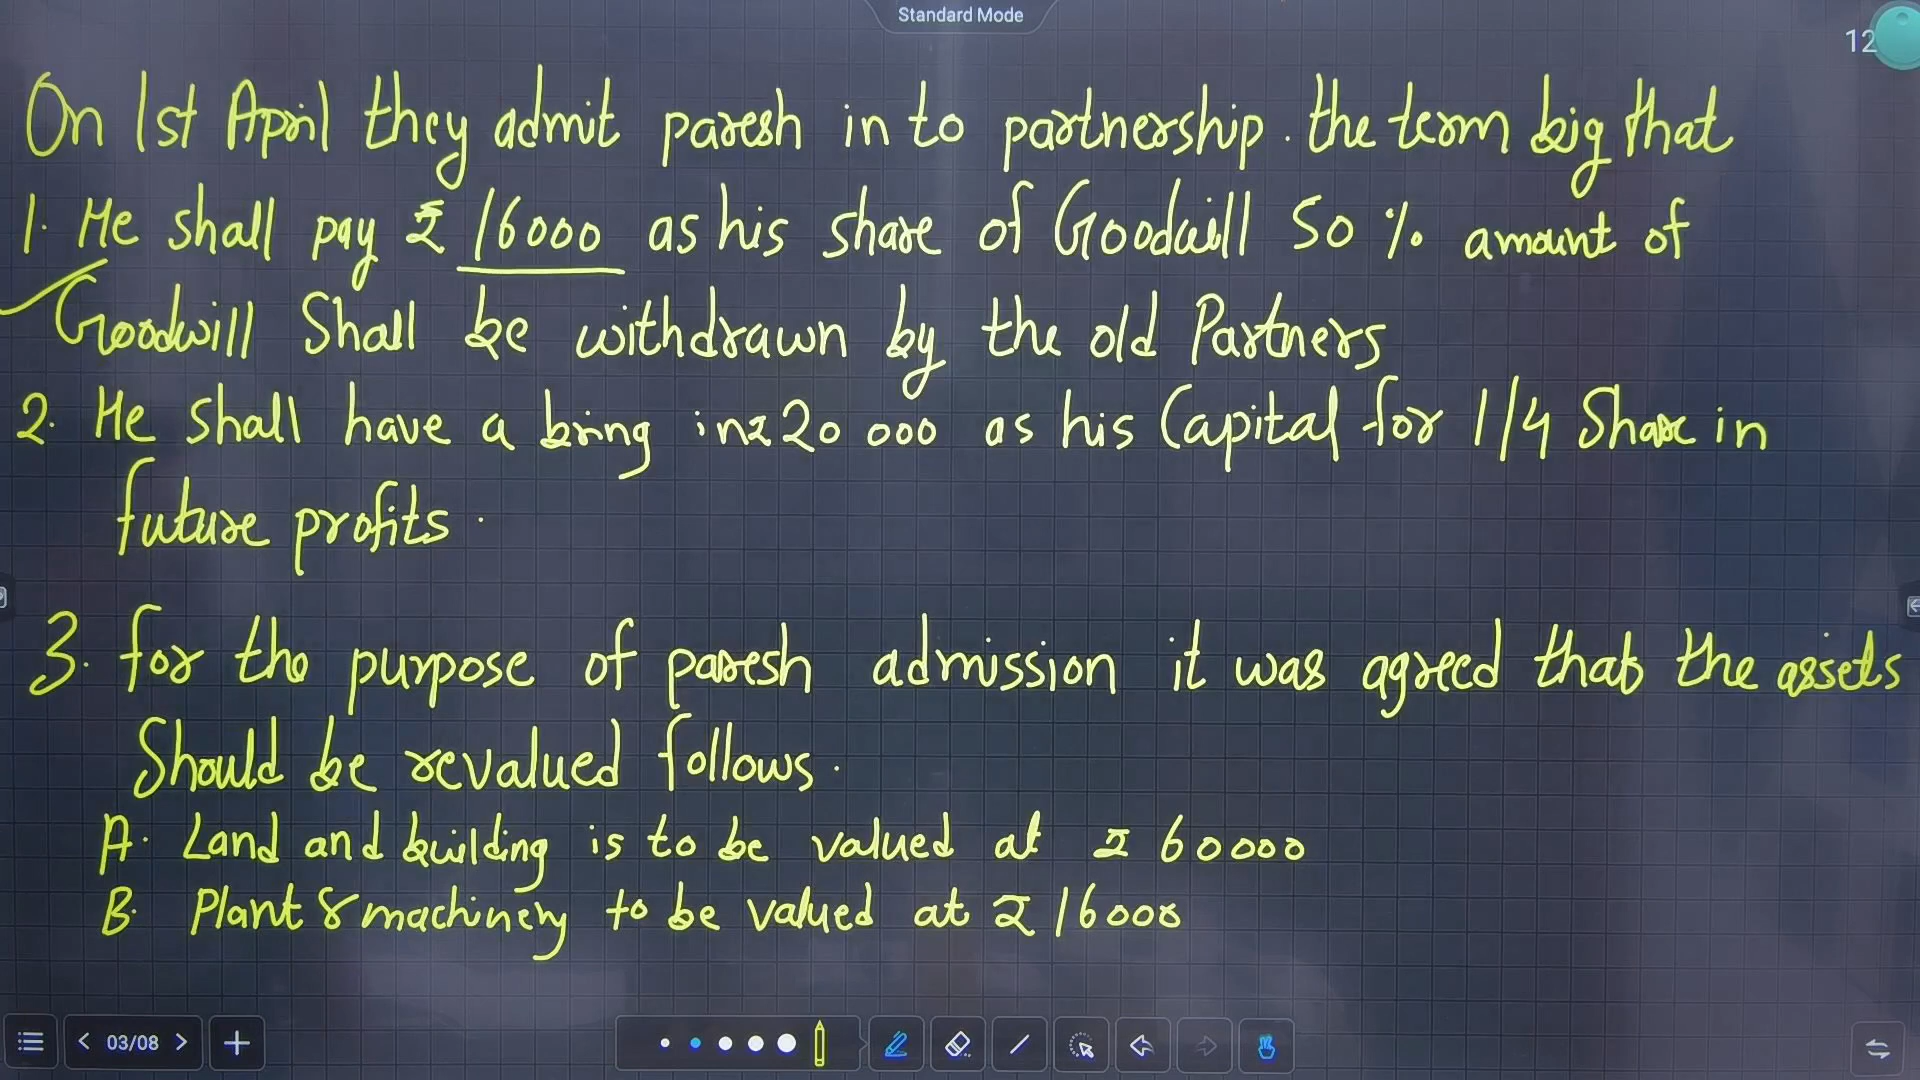 Standard Mode
12
On 1st April they admit paresh in to partnership. the term big that
1. He shall pay ₹ 16000 as his share of Goodwill 50 % amount of
Goodwill Shall be withdrawn by the old Partners
2. He shall have a bring in ₹ 20 000 as his Capital for 1/4 Share in
future profits.
3. for the purpose of paresh admission it was agreed that the assets
Should be revalued follows.
A. Land and building is to be valued at ₹ 60000
B. Plant & machinery to be valued at ₹ 16000
03/08